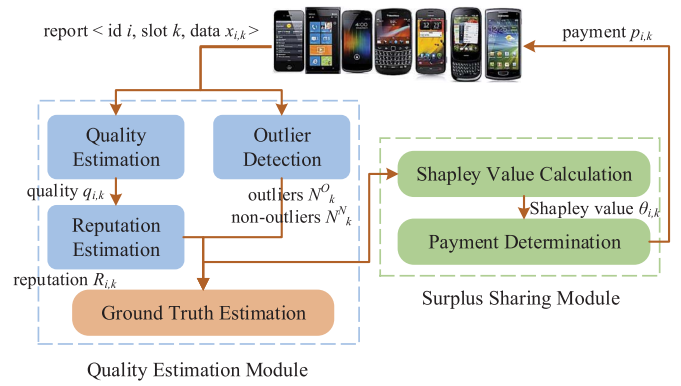 report < id i, slot k, data x_{i,k} >
payment p_{i,k}
Quality
Estimation
Outlier
Detection
quality q_{i,k}
outliers N^O_k
non-outliers N^N_k
Reputation
Estimation
reputation R_{i,k}
Ground Truth Estimation
Quality Estimation Module
Shapley Value Calculation
Shapley value θ_{i,k}
Payment Determination
Surplus Sharing Module